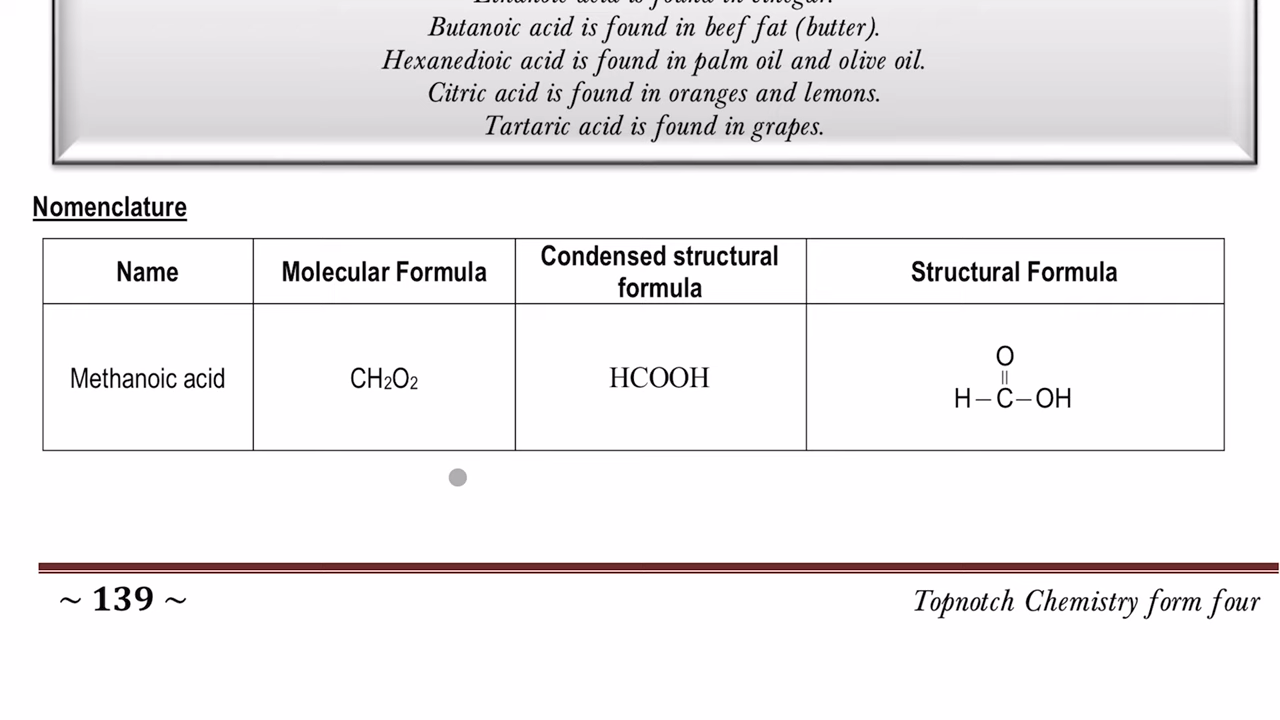 Butanoic acid is found in beef fat (butter).
Hexanedioic acid is found in palm oil and olive oil.
Citric acid is found in oranges and lemons.
Tartaric acid is found in grapes.
Nomenclature
Name
Molecular Formula
Condensed structural
formula
Structural Formula
Methanoic acid
CH₂O₂
HCOOH
O
||
H–C–OH
~ 139 ~
Topnotch Chemistry form four